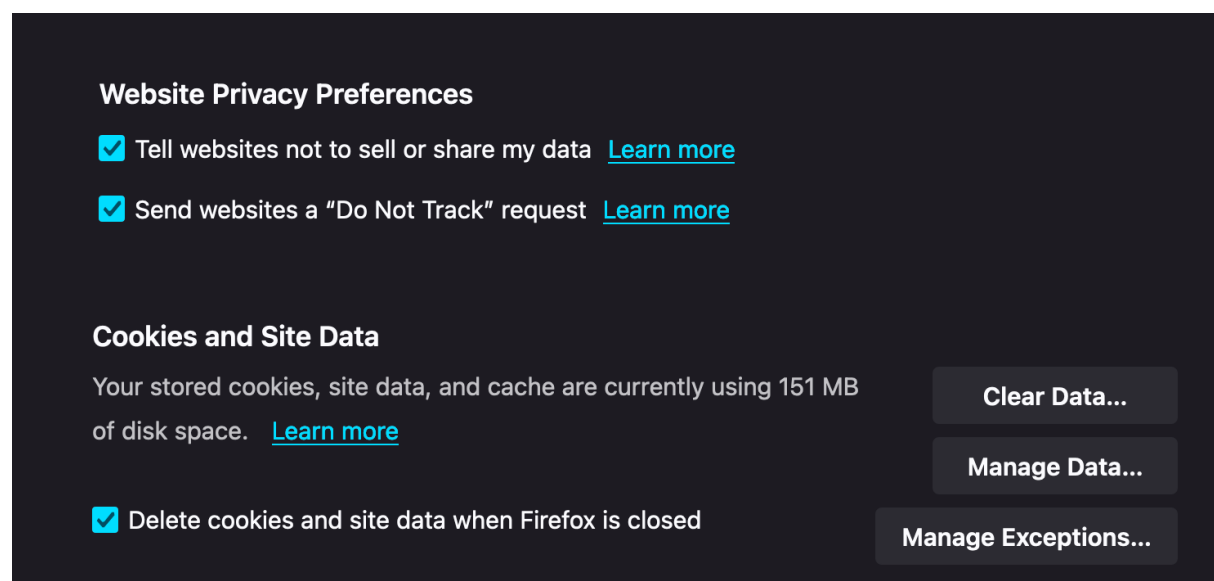 Website Privacy Preferences
Tell websites not to sell or share my data Learn more
Send websites a “Do Not Track” request Learn more
Cookies and Site Data
Your stored cookies, site data, and cache are currently using 151 MB
of disk space. Learn more
Clear Data...
Manage Data...
Delete cookies and site data when Firefox is closed
Manage Exceptions...